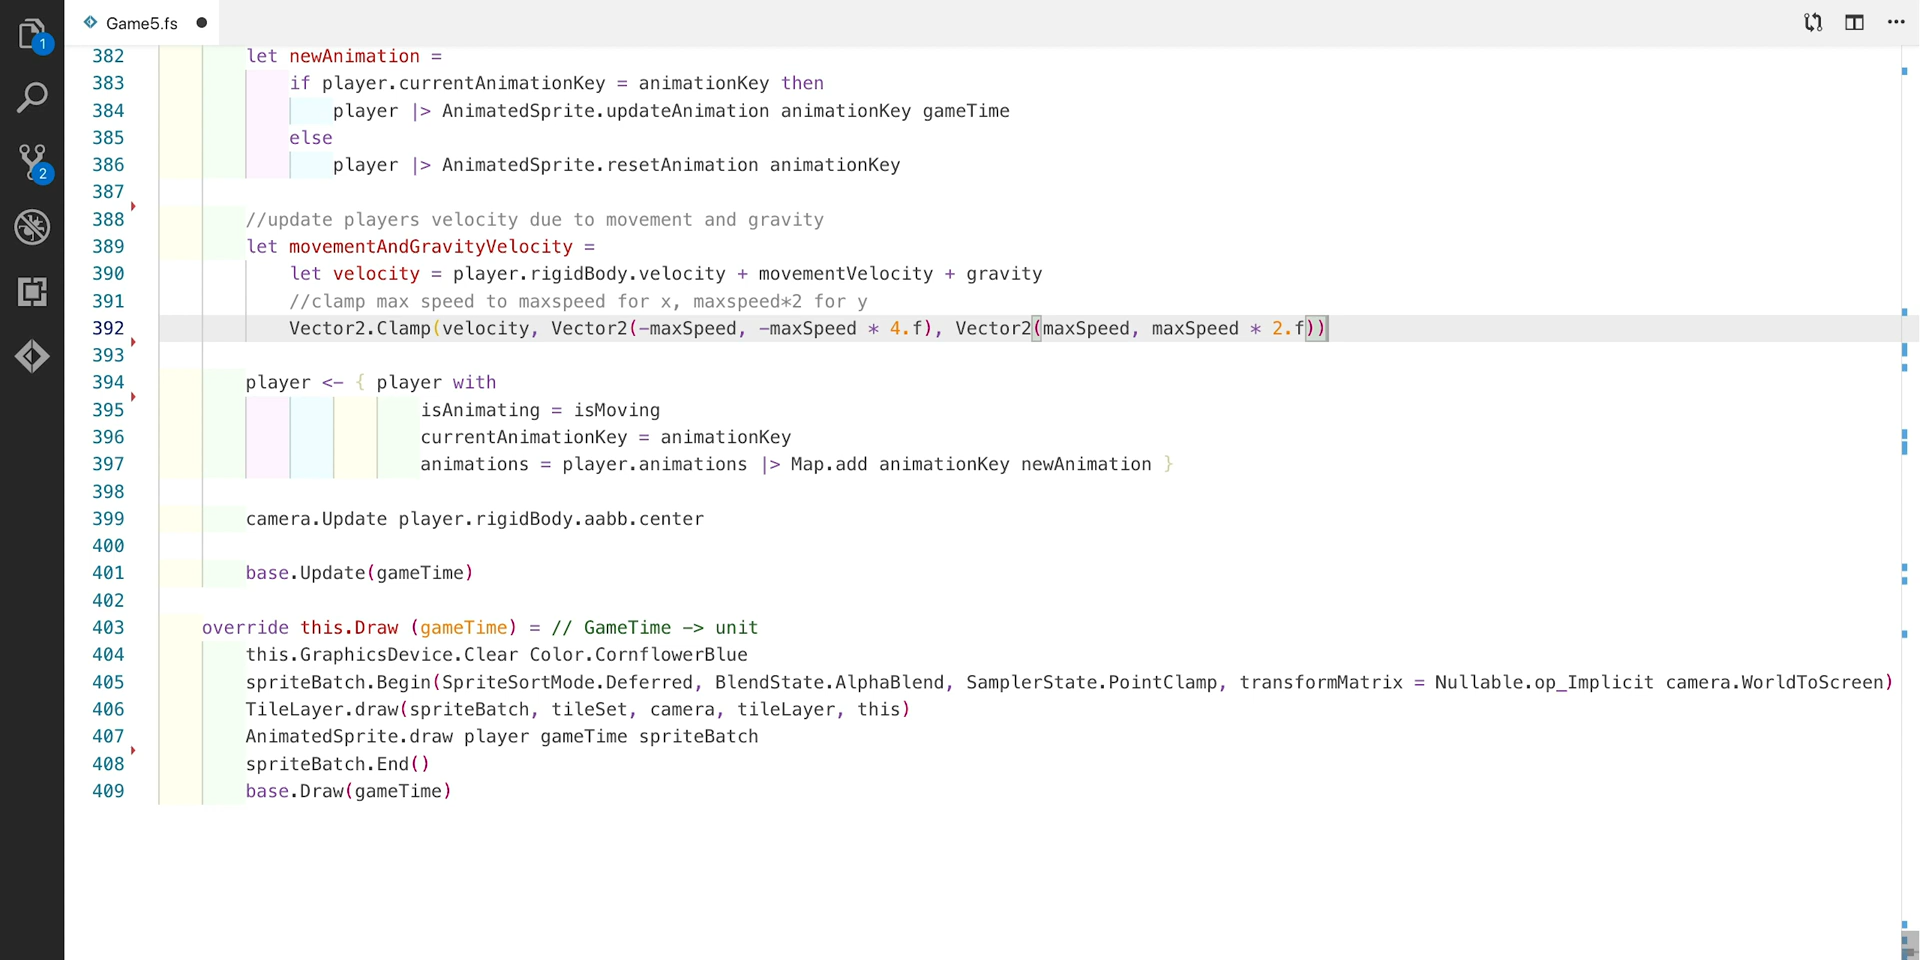 Game5.fs
1
2
382 let newAnimation =
383 if player.currentAnimationKey = animationKey then
384 player |> AnimatedSprite.updateAnimation animationKey gameTime
385 else
386 player |> AnimatedSprite.resetAnimation animationKey
387
388 //update players velocity due to movement and gravity
389 let movementAndGravityVelocity =
390 let velocity = player.rigidBody.velocity + movementVelocity + gravity
391 //clamp max speed to maxspeed for x, maxspeed*2 for y
392 Vector2.Clamp(velocity, Vector2(-maxSpeed, -maxSpeed * 4.f), Vector2(maxSpeed, maxSpeed * 2.f))
393
394 player <- { player with
395 isAnimating = isMoving
396 currentAnimationKey = animationKey
397 animations = player.animations |> Map.add animationKey newAnimation }
398
399 camera.Update player.rigidBody.aabb.center
400
401 base.Update(gameTime)
402
403 override this.Draw (gameTime) = // GameTime -> unit
404 this.GraphicsDevice.Clear Color.CornflowerBlue
405 spriteBatch.Begin(SpriteSortMode.Deferred, BlendState.AlphaBlend, SamplerState.PointClamp, transformMatrix = Nullable.op_Implicit camera.WorldToScreen)
406 TileLayer.draw(spriteBatch, tileSet, camera, tileLayer, this)
407 AnimatedSprite.draw player gameTime spriteBatch
408 spriteBatch.End()
409 base.Draw(gameTime)